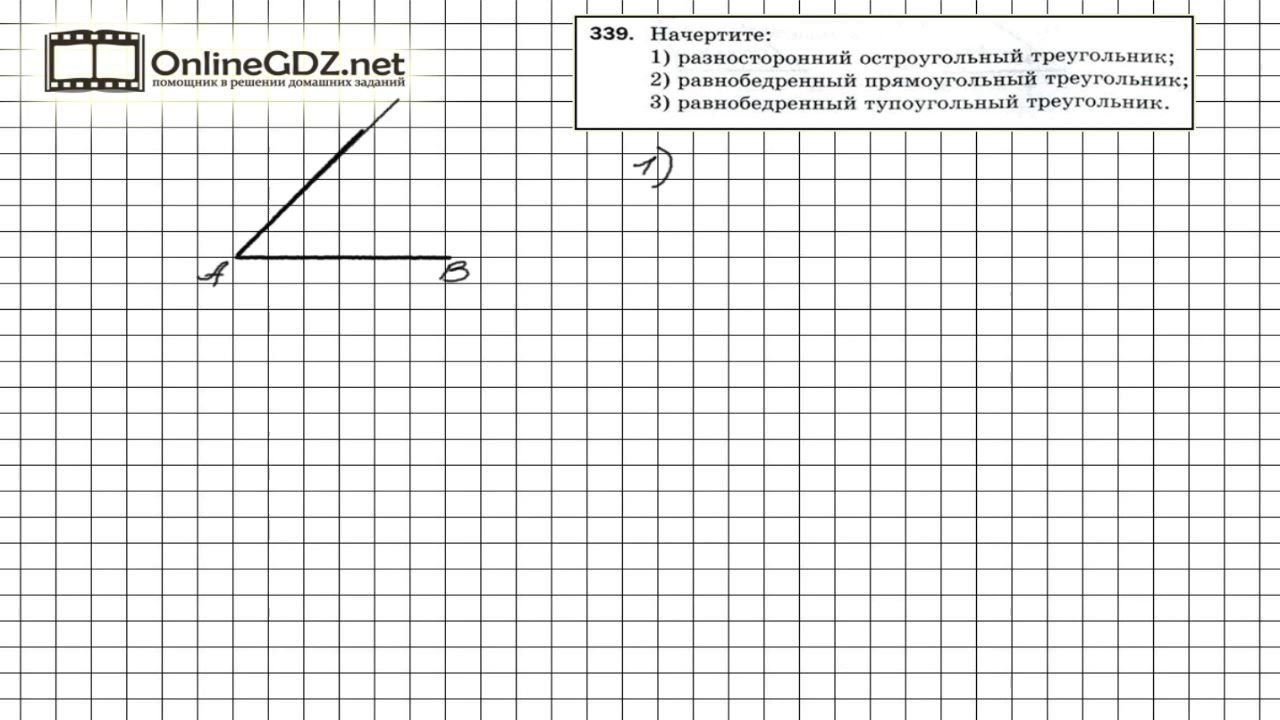 OnlineGDZ.net
помощник в решении домашних заданий
339. Начертите:
1) разносторонний остроугольный треугольник;
2) равнобедренный прямоугольный треугольник;
3) равнобедренный тупоугольный треугольник.
1)
A B